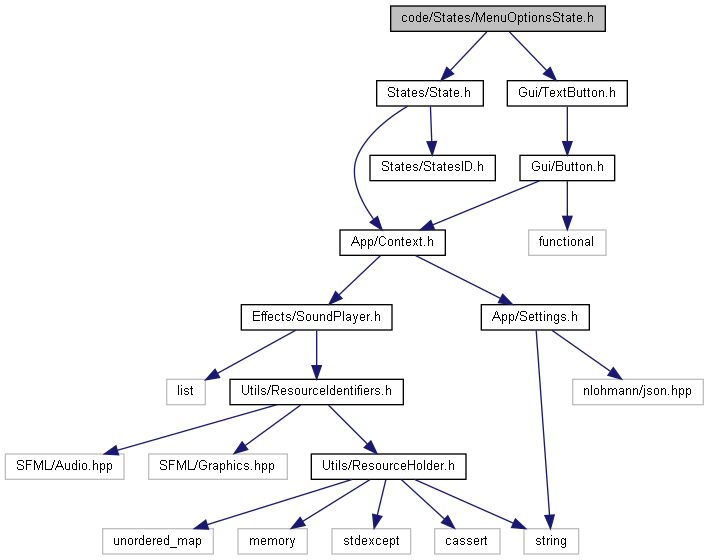 code/States/MenuOptionsState.h
States/State.h
Gui/TextButton.h
States/StatesID.h
Gui/Button.h
App/Context.h
functional
Effects/SoundPlayer.h
App/Settings.h
list
Utils/ResourceIdentifiers.h
nlohmann/json.hpp
SFML/Audio.hpp
SFML/Graphics.hpp
Utils/ResourceHolder.h
unordered_map
memory
stdexcept
cassert
string